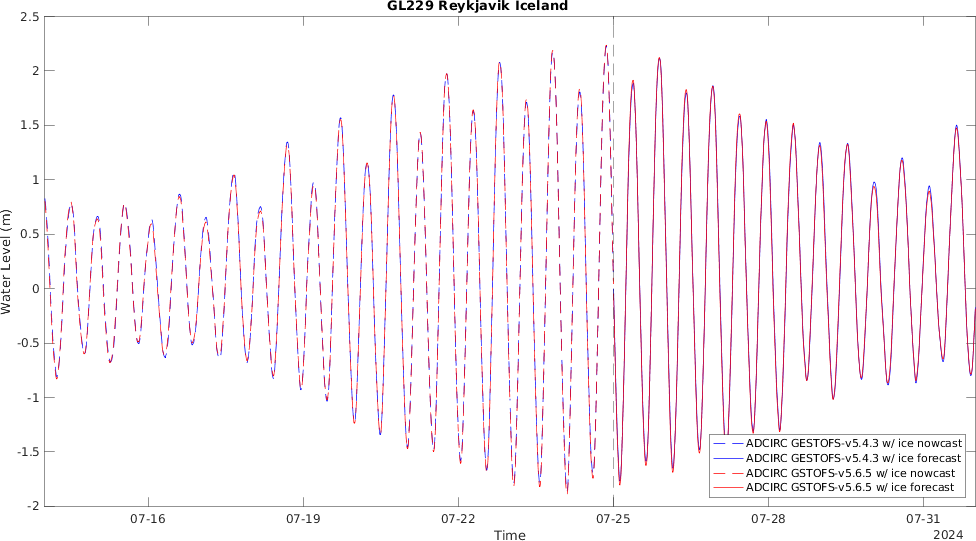 GL229 Reykjavik Iceland
2.5
2
1.5
1
0.5
0
-0.5
-1
-1.5
-2
Water Level (m)
ADCIRC GESTOFS-v5.4.3 w/ ice nowcast
ADCIRC GESTOFS-v5.4.3 w/ ice forecast
ADCIRC GSTOFS-v5.6.5 w/ ice nowcast
ADCIRC GSTOFS-v5.6.5 w/ ice forecast
07-16 07-19 07-22 07-25 07-28 07-31
Time
2024